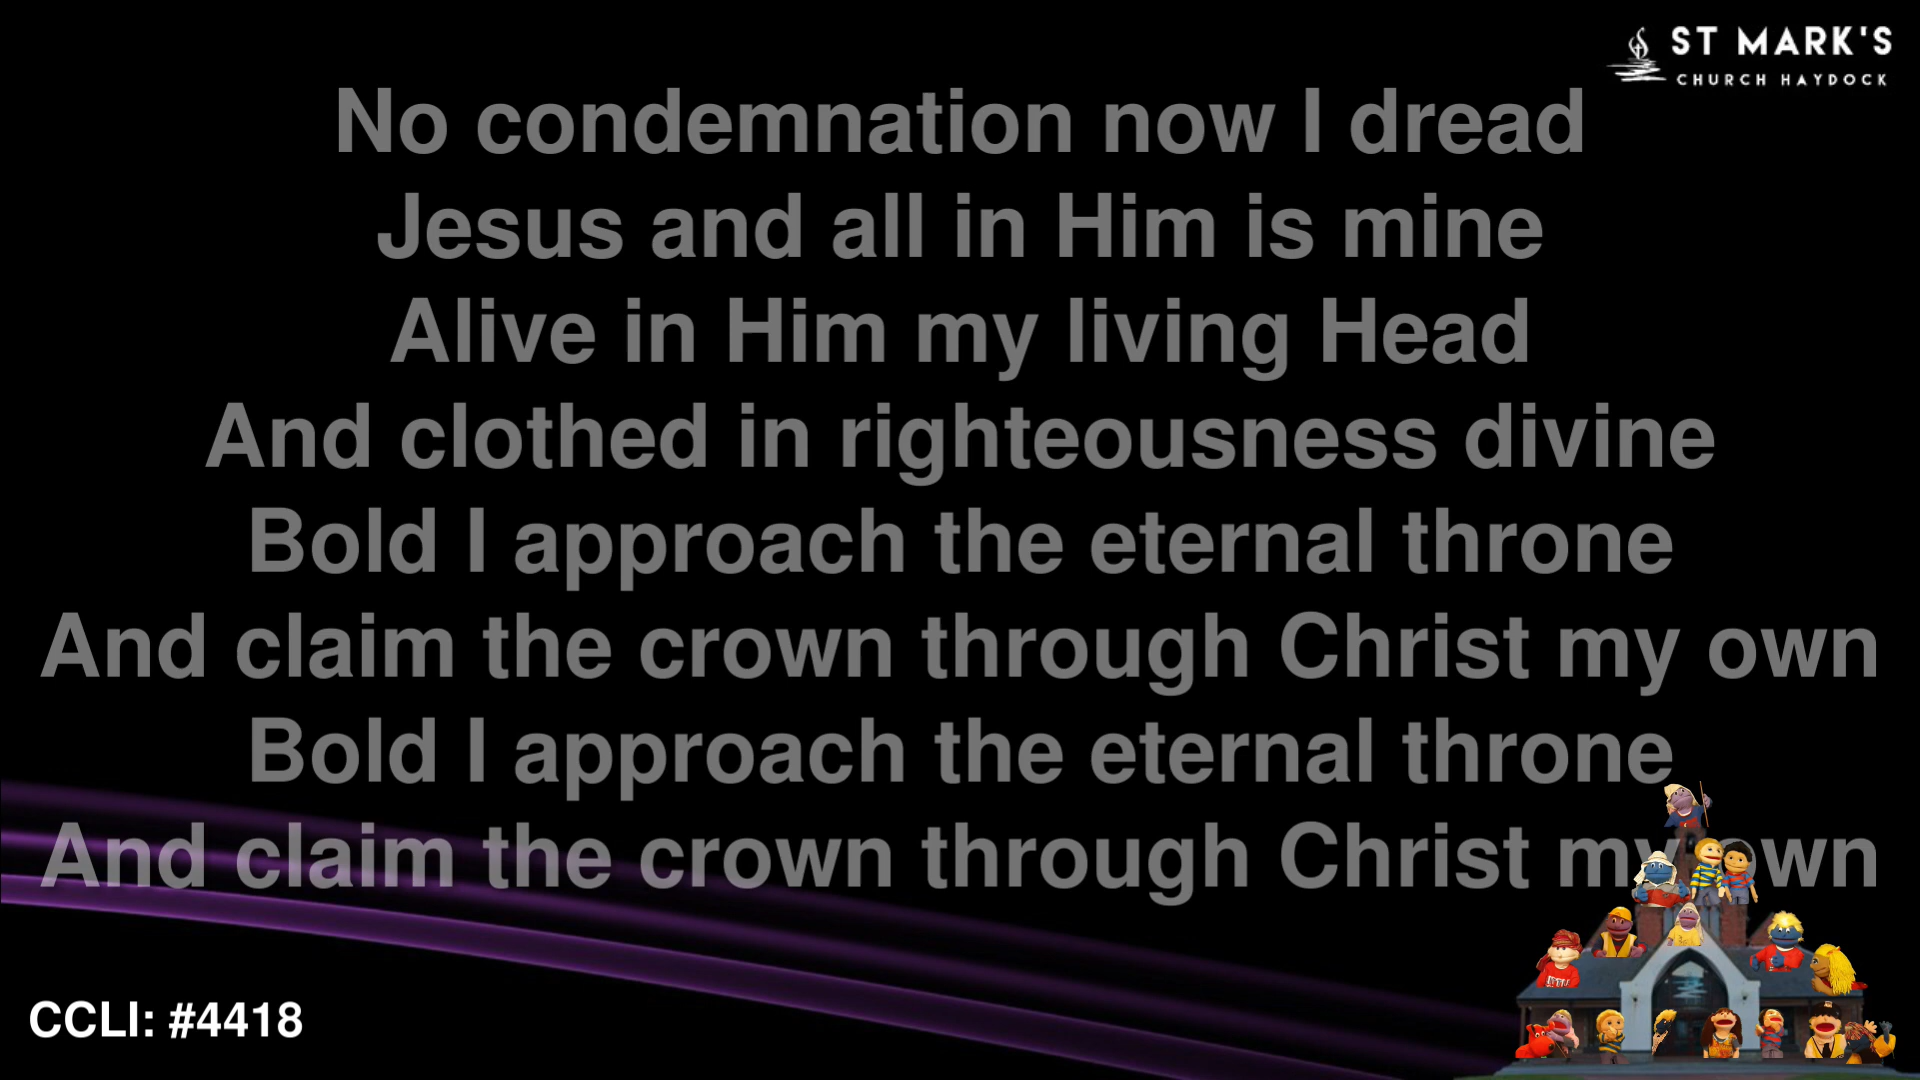 ST MARK'S
CHURCH HAYDOCK
No condemnation now I dread
Jesus and all in Him is mine
Alive in Him my living Head
And clothed in righteousness divine
Bold I approach the eternal throne
And claim the crown through Christ my own
Bold I approach the eternal throne
And claim the crown through Christ my own
CCLI: #4418